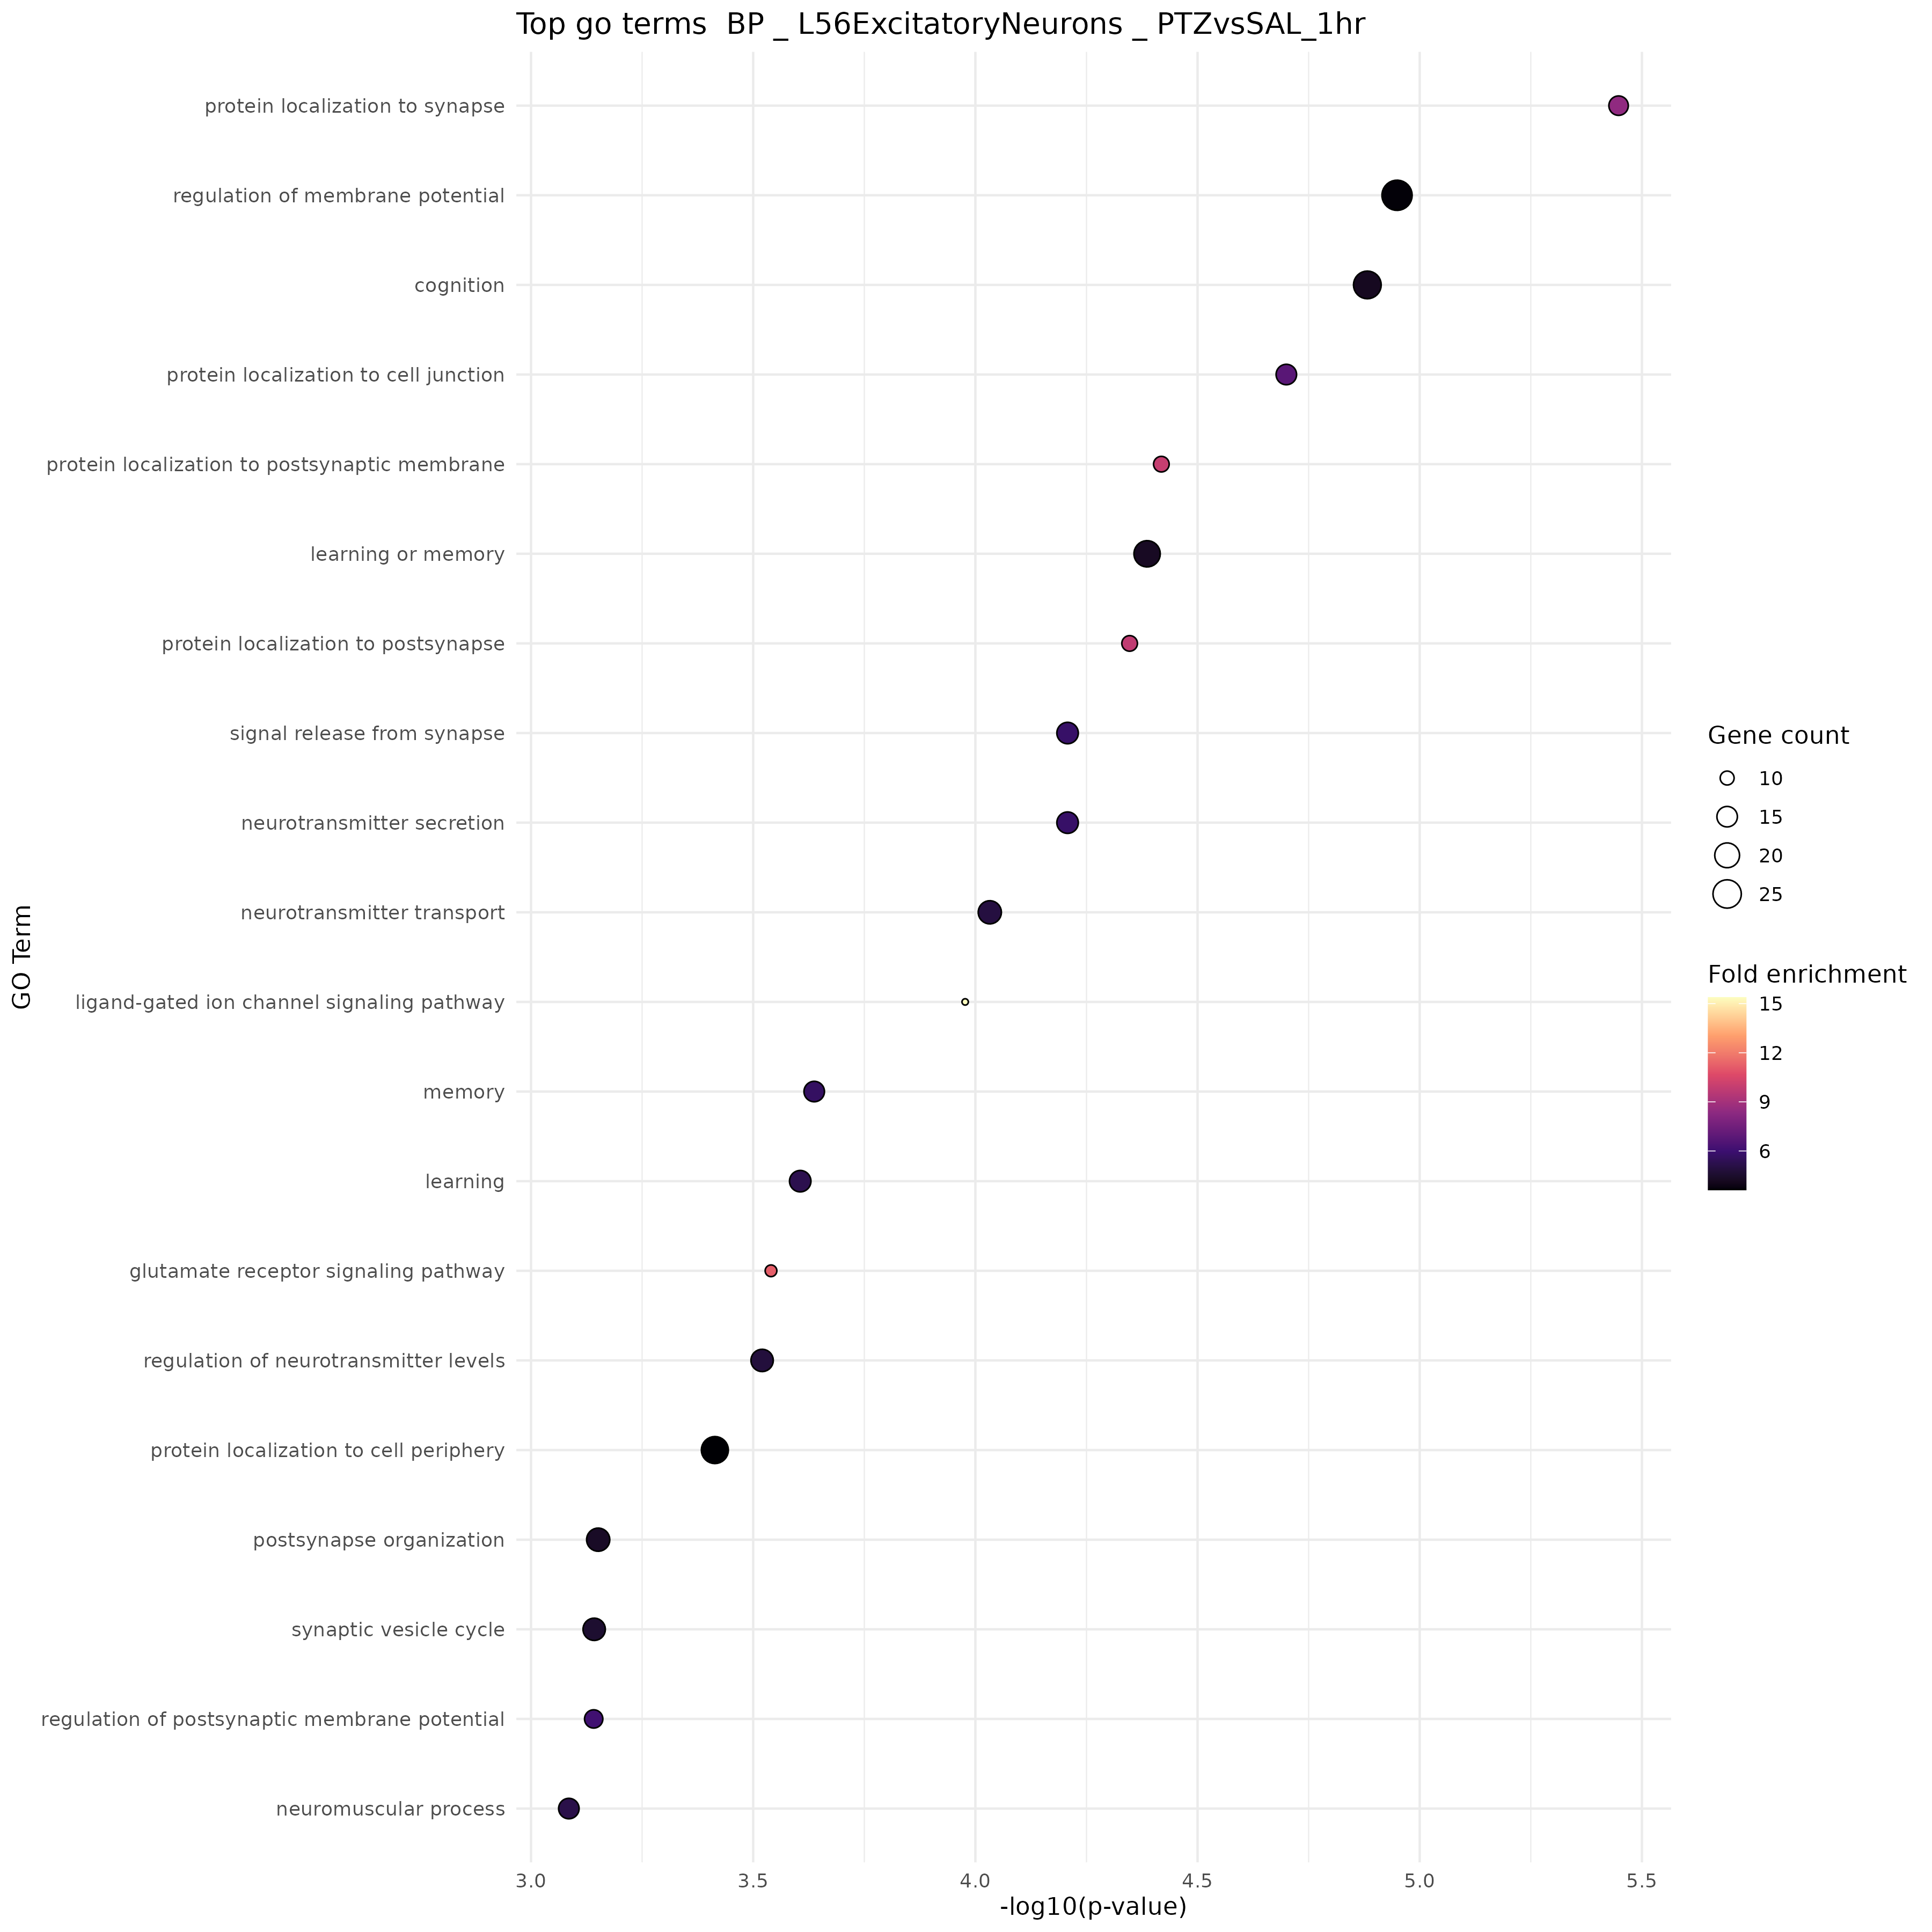 Top go terms  BP _ L56ExcitatoryNeurons _ PTZvsSAL_1hr
protein localization to synapse
regulation of membrane potential
cognition
protein localization to cell junction
protein localization to postsynaptic membrane
learning or memory
protein localization to postsynapse
signal release from synapse
neurotransmitter secretion
neurotransmitter transport
ligand-gated ion channel signaling pathway
memory
learning
glutamate receptor signaling pathway
regulation of neurotransmitter levels
protein localization to cell periphery
postsynapse organization
synaptic vesicle cycle
regulation of postsynaptic membrane potential
neuromuscular process
GO Term
3.0 3.5 4.0 4.5 5.0 5.5
-log10(p-value)
Gene count
10
15
20
25
Fold enrichment
15
12
9
6